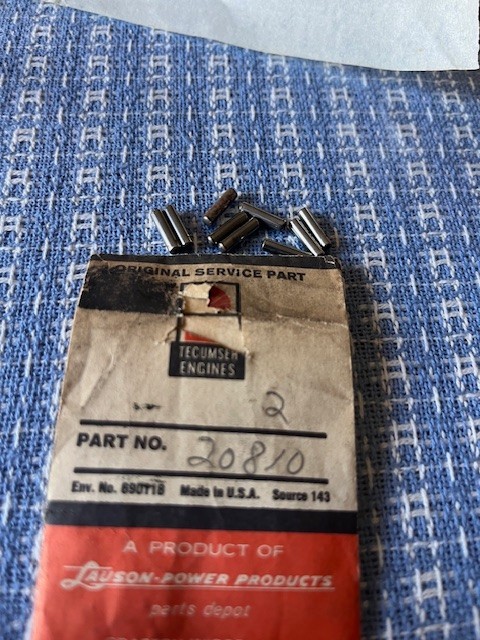 ORIGINAL SERVICE PART
TECUMSEH
ENGINES
2
PART NO. 20810
Env. No. 690118 Made in U.S.A. Source 143
A PRODUCT OF
LAUSON-POWER PRODUCTS
parts depot